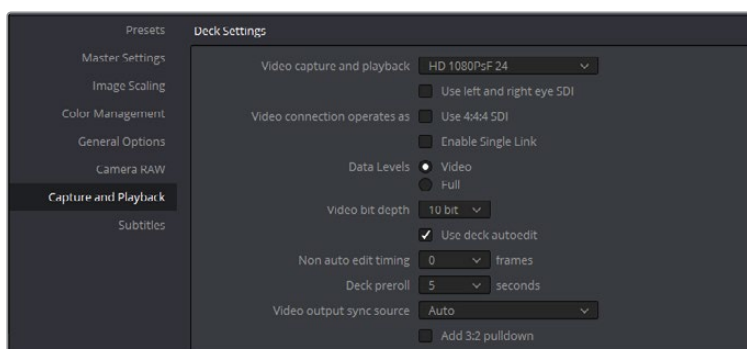 Presets
Master Settings
Image Scaling
Color Management
General Options
Camera RAW
Capture and Playback
Subtitles
Deck Settings
Video capture and playback HD 1080PsF 24
Use left and right eye SDI
Video connection operates as Use 4:4:4 SDI
Enable Single Link
Data Levels Video
Full
Video bit depth 10 bit
Use deck autoedit
Non auto edit timing 0 frames
Deck preroll 5 seconds
Video output sync source Auto
Add 3:2 pulldown